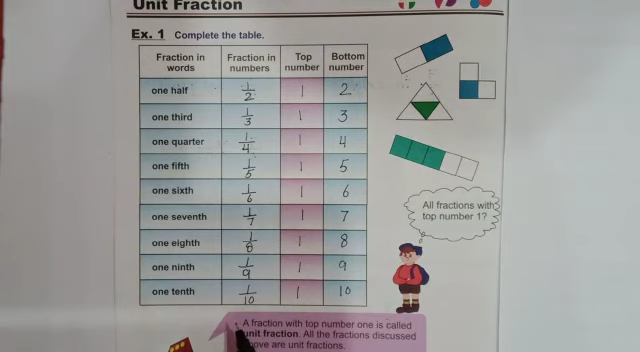 Unit Fraction
Ex. 1 Complete the table.
Fraction in words Fraction in numbers Top number Bottom number
one half 1/2 1 2
one third 1/3 1 3
one quarter 1/4 1 4
one fifth 1/5 1 5
one sixth 1/6 1 6
one seventh 1/7 1 7
one eighth 1/8 1 8
one ninth 1/9 1 9
one tenth 1/10 1 10
All fractions with
top number 1?
A fraction with top number one is called
unit fraction. All the fractions discussed
above are unit fractions.